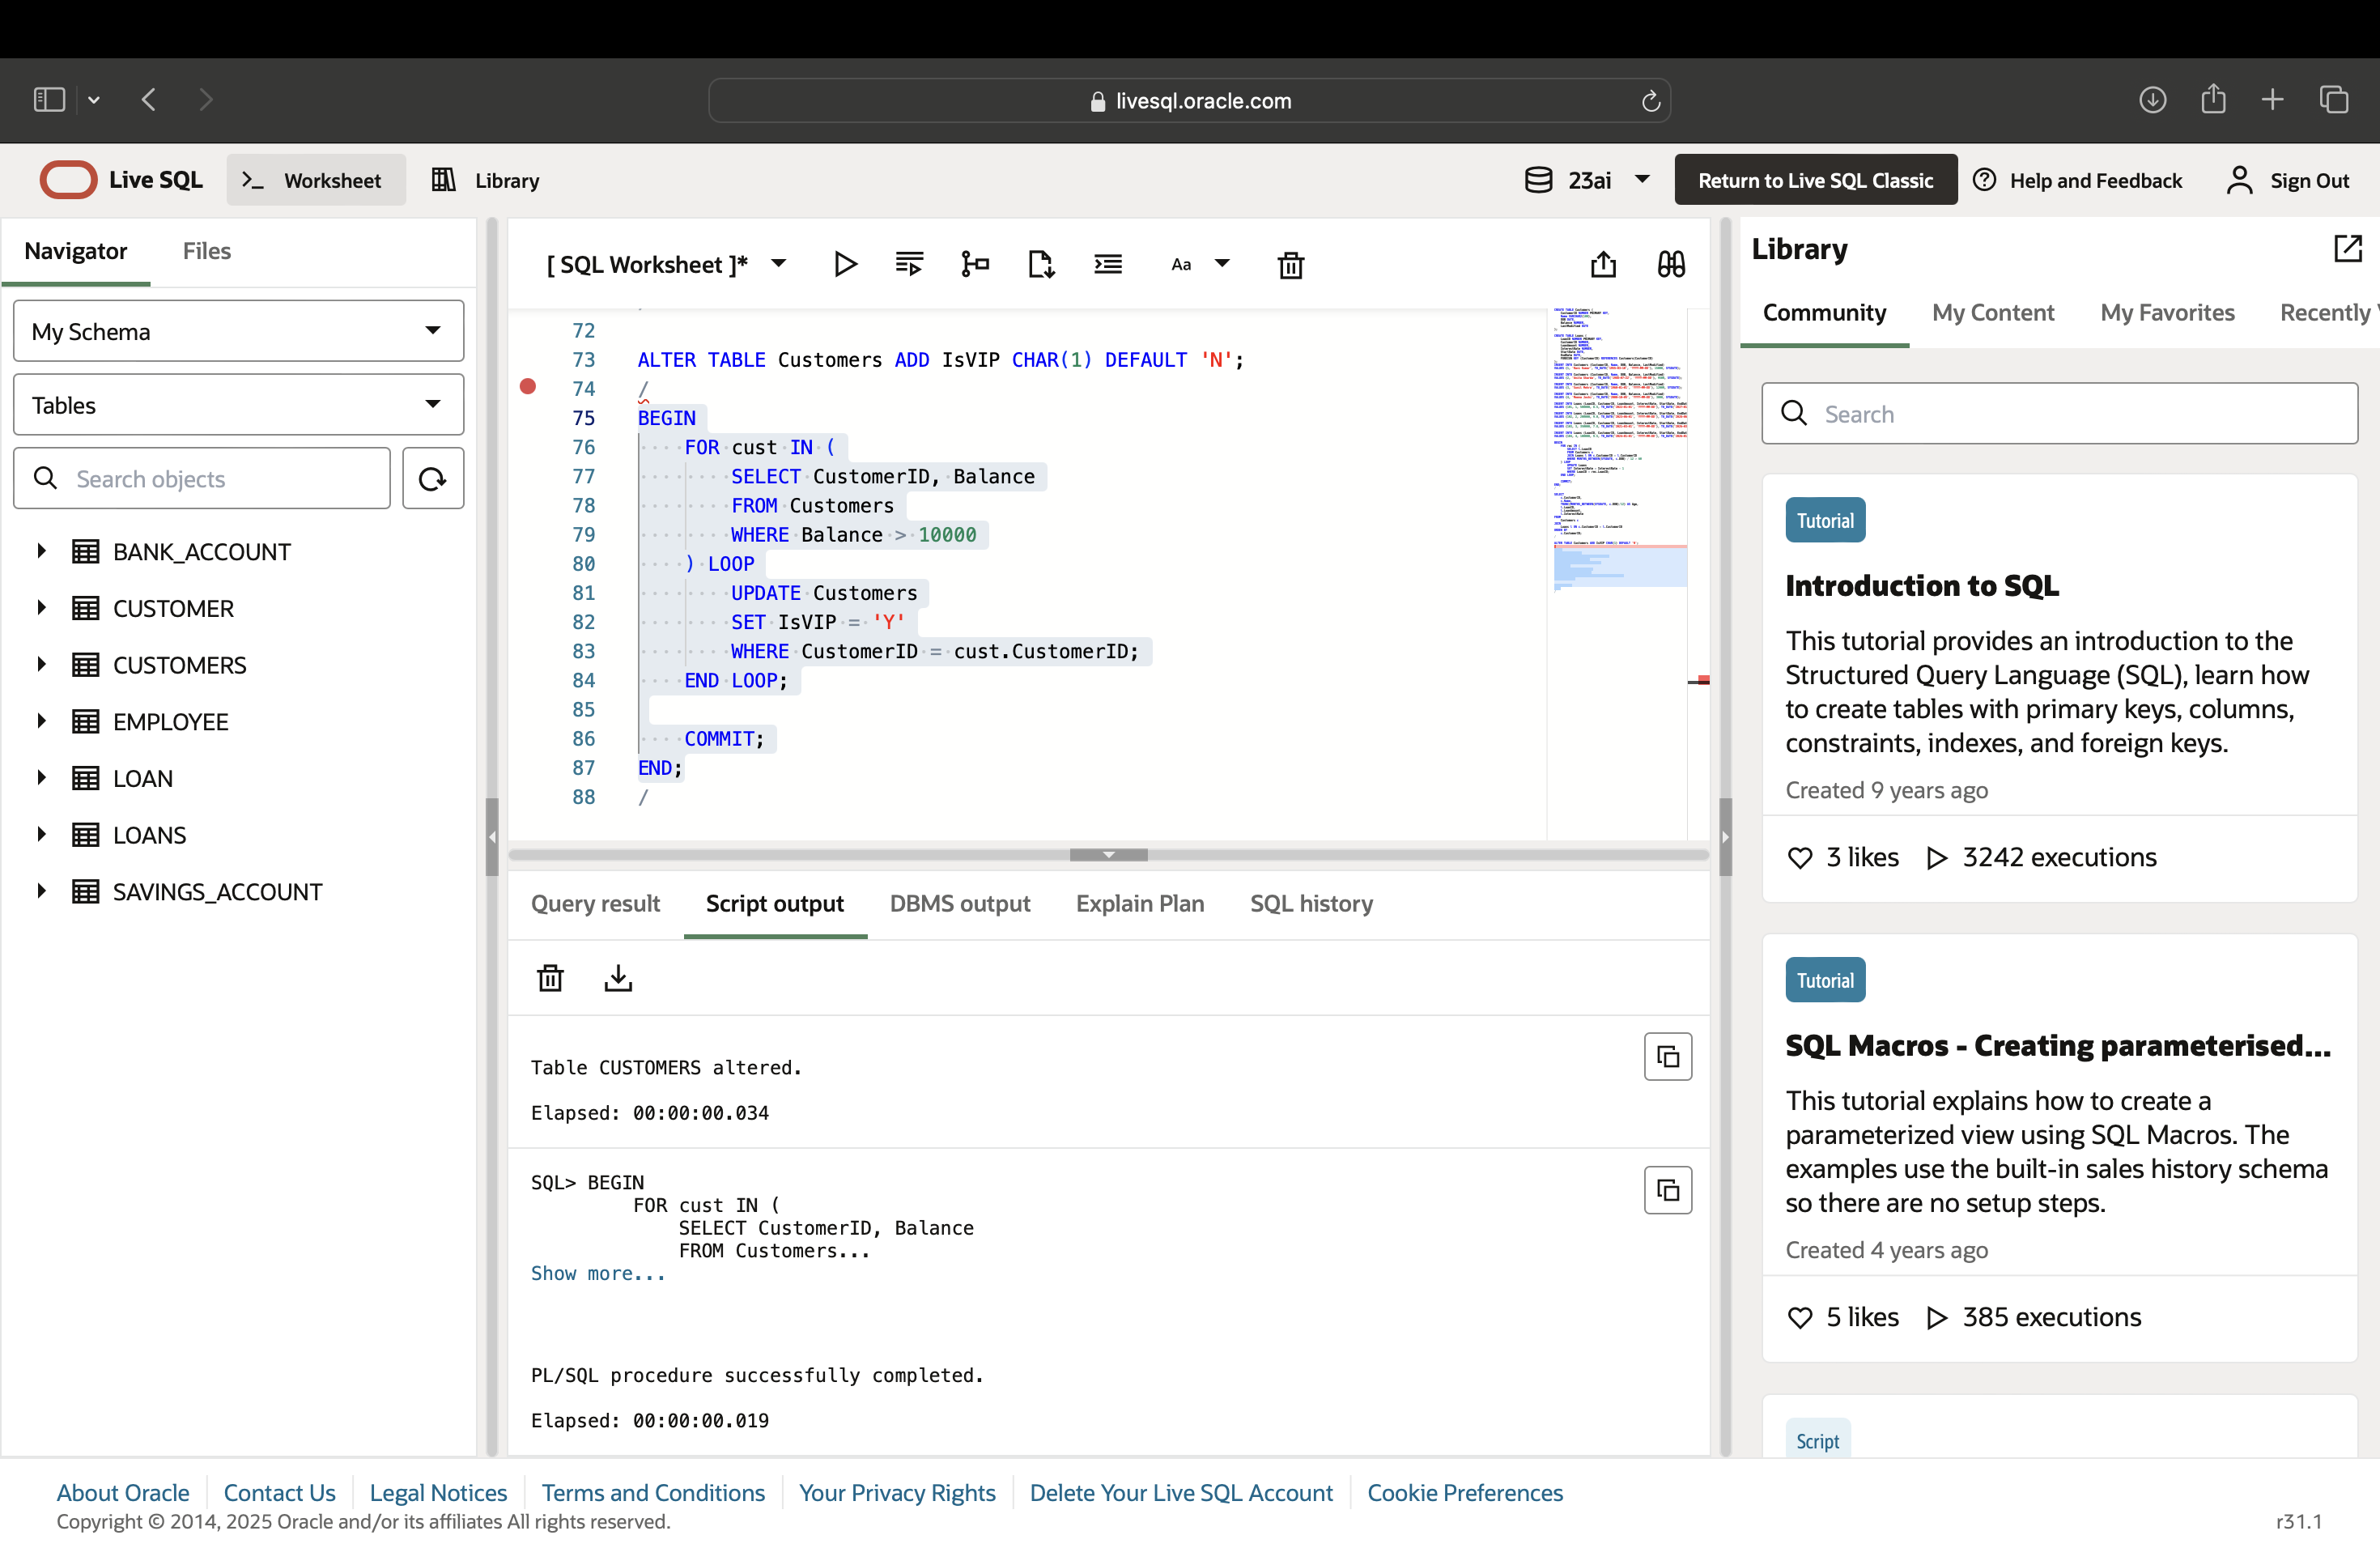 livesql.oracle.com
Live SQL
Worksheet
Library
23ai
Return to Live SQL Classic
Help and Feedback
Sign Out
Navigator
Files
My Schema
Tables
Search objects
BANK_ACCOUNT
CUSTOMER
CUSTOMERS
EMPLOYEE
LOAN
LOANS
SAVINGS_ACCOUNT
[ SQL Worksheet ]*
Aa
72
73 ALTER TABLE Customers ADD IsVIP CHAR(1) DEFAULT 'N';
74 /
75 BEGIN
76 FOR cust IN (
77 SELECT CustomerID, Balance
78 FROM Customers
79 WHERE Balance > 10000
80 ) LOOP
81 UPDATE Customers
82 SET IsVIP = 'Y'
83 WHERE CustomerID = cust.CustomerID;
84 END LOOP;
85
86 COMMIT;
87 END;
88 /
Query result
Script output
DBMS output
Explain Plan
SQL history
Table CUSTOMERS altered.
Elapsed: 00:00:00.034
SQL> BEGIN
FOR cust IN (
SELECT CustomerID, Balance
FROM Customers...
Show more...
PL/SQL procedure successfully completed.
Elapsed: 00:00:00.019
Library
Community
My Content
My Favorites
Recently
Search
Tutorial
Introduction to SQL
This tutorial provides an introduction to the
Structured Query Language (SQL), learn how
to create tables with primary keys, columns,
constraints, indexes, and foreign keys.
Created 9 years ago
3 likes
3242 executions
Tutorial
SQL Macros - Creating parameterised...
This tutorial explains how to create a
parameterized view using SQL Macros. The
examples use the built-in sales history schema
so there are no setup steps.
Created 4 years ago
5 likes
385 executions
Script
About Oracle
Contact Us
Legal Notices
Terms and Conditions
Your Privacy Rights
Delete Your Live SQL Account
Cookie Preferences
Copyright © 2014, 2025 Oracle and/or its affiliates All rights reserved.
r31.1